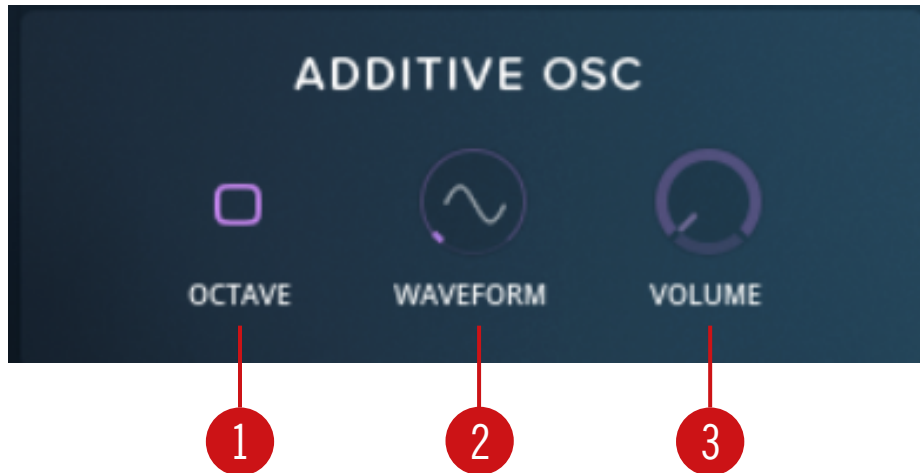 ADDITIVE OSC
OCTAVE WAVEFORM VOLUME
1 2 3